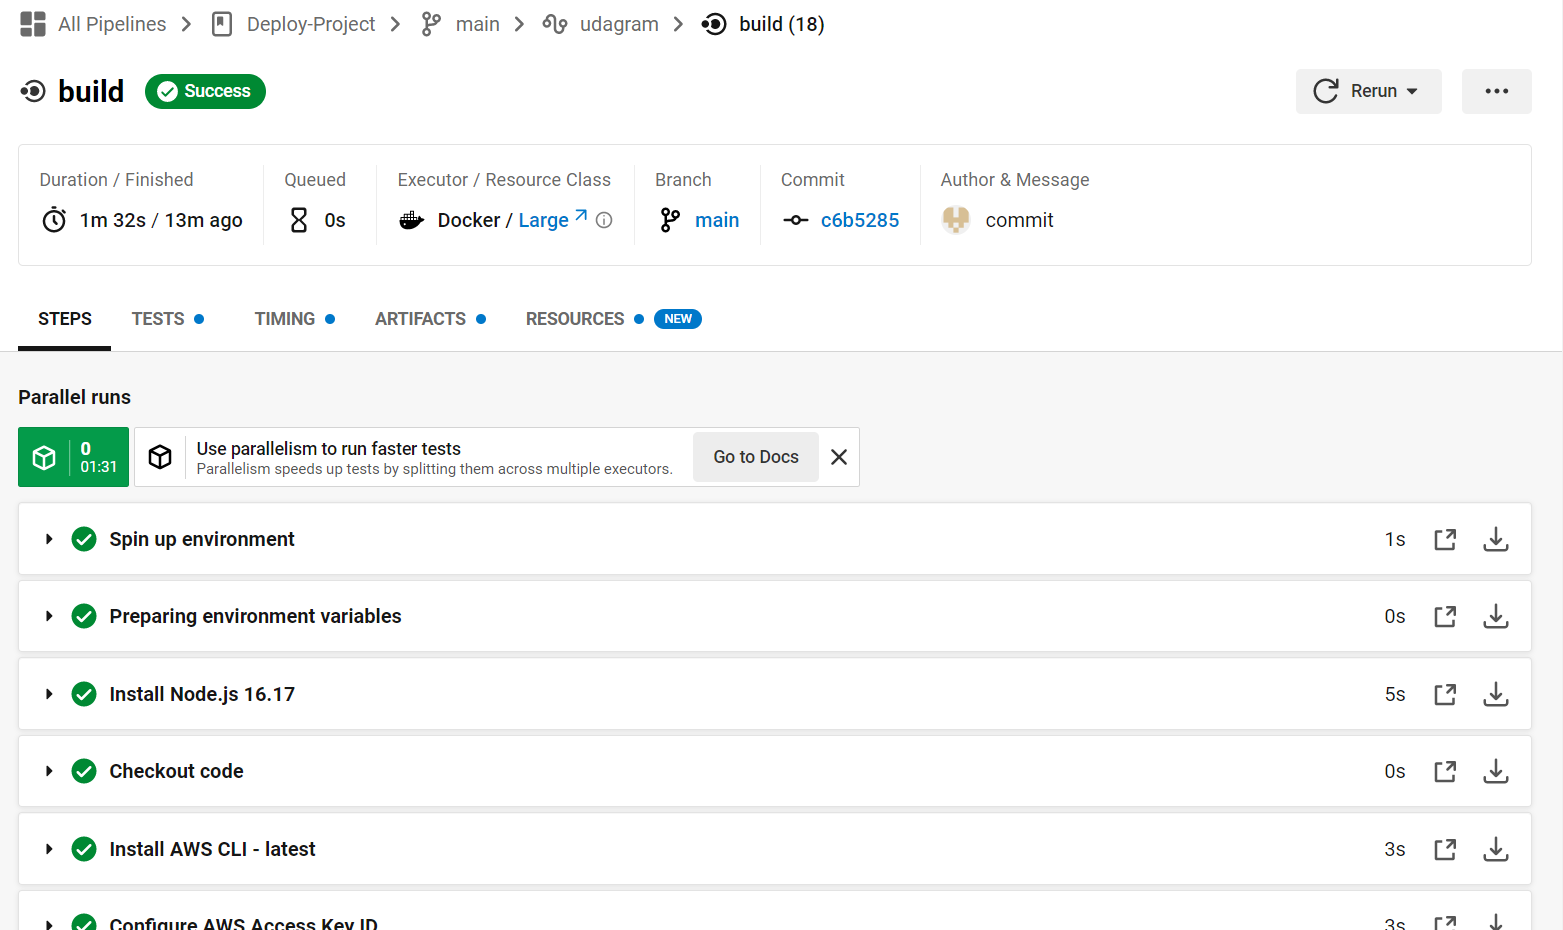 All Pipelines Deploy-Project main udagram build (18)
build Success Rerun
Duration / Finished Queued Executor / Resource Class Branch Commit Author & Message
1m 32s / 13m ago 0s Docker / Large main c6b5285 commit
STEPS TESTS TIMING ARTIFACTS RESOURCES NEW
Parallel runs
0
01:31
Use parallelism to run faster tests
Parallelism speeds up tests by splitting them across multiple executors.
Go to Docs
Spin up environment 1s
Preparing environment variables 0s
Install Node.js 16.17 5s
Checkout code 0s
Install AWS CLI - latest 3s
Configure AWS Access Key ID 3s